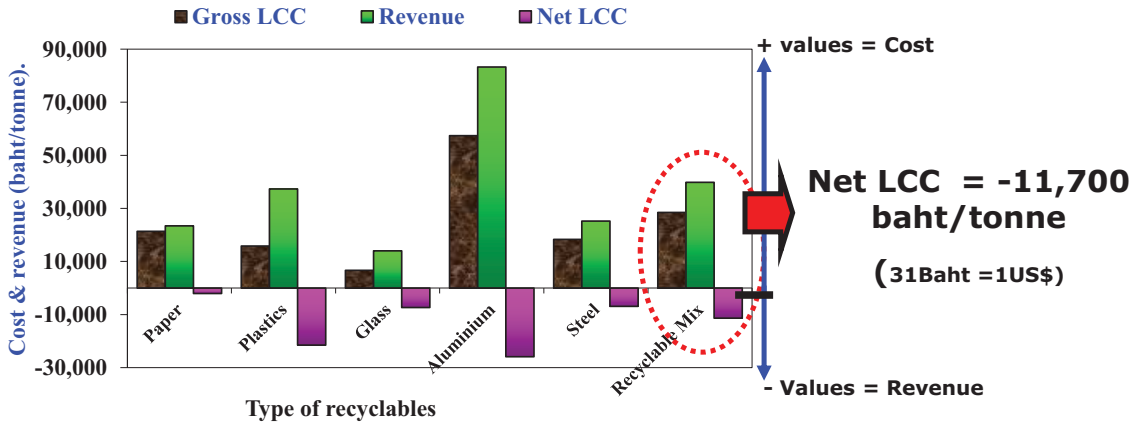 Gross LCC Revenue Net LCC
90,000
70,000
50,000
30,000
10,000
-10,000
-30,000
Cost & revenue (baht/tonne).
Paper
Plastics
Glass
Aluminium
Steel
Recyclable Mix
Type of recyclables
+ values = Cost
Net LCC = -11,700
baht/tonne
(31Baht =1US$)
- Values = Revenue